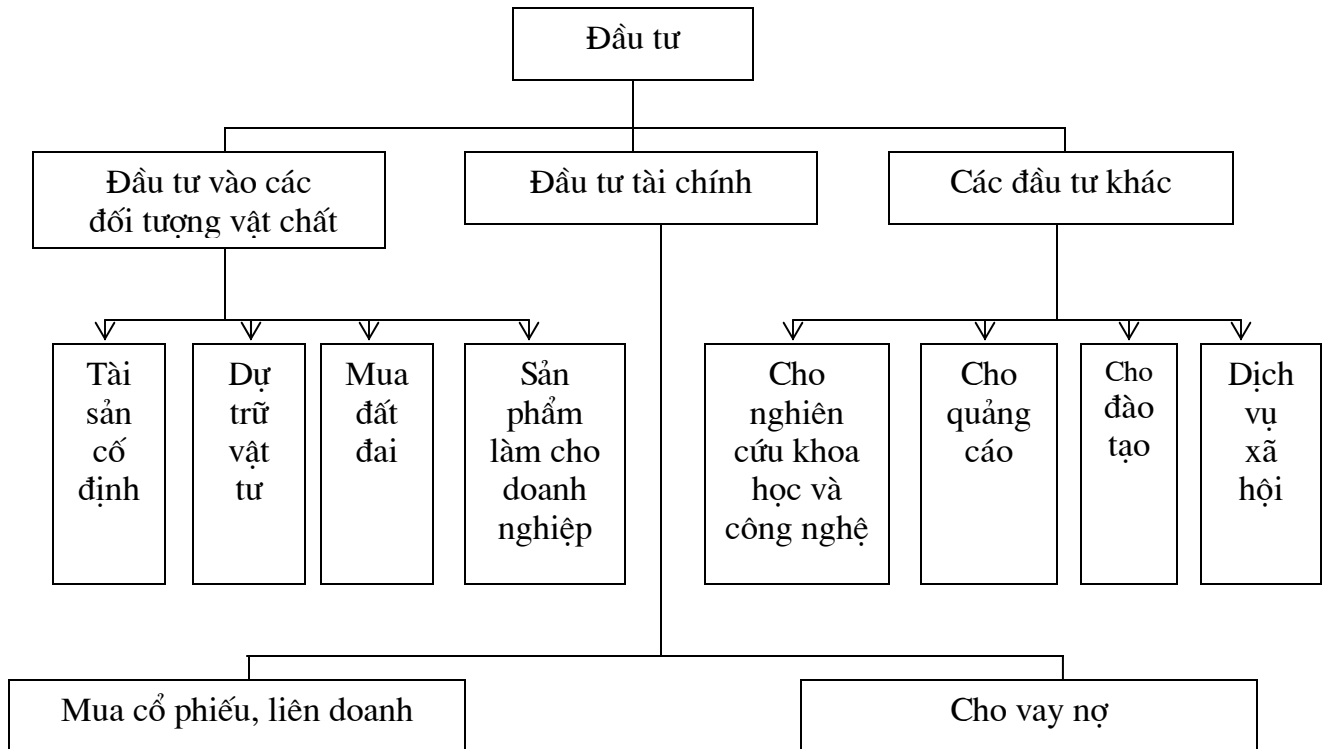 Đầu tư
Đầu tư vào các
đối tượng vật chất
Đầu tư tài chính
Các đầu tư khác
Tài
sản
cố
định
Dự
trữ
vật
tư
Mua
đất
đai
Sản
phẩm
làm cho
doanh
nghiệp
Cho
nghiên
cứu khoa
học và
công nghệ
Cho
quảng
cáo
Cho
đào
tạo
Dịch
vụ
xã
hội
Mua cổ phiếu, liên doanh
Cho vay nợ